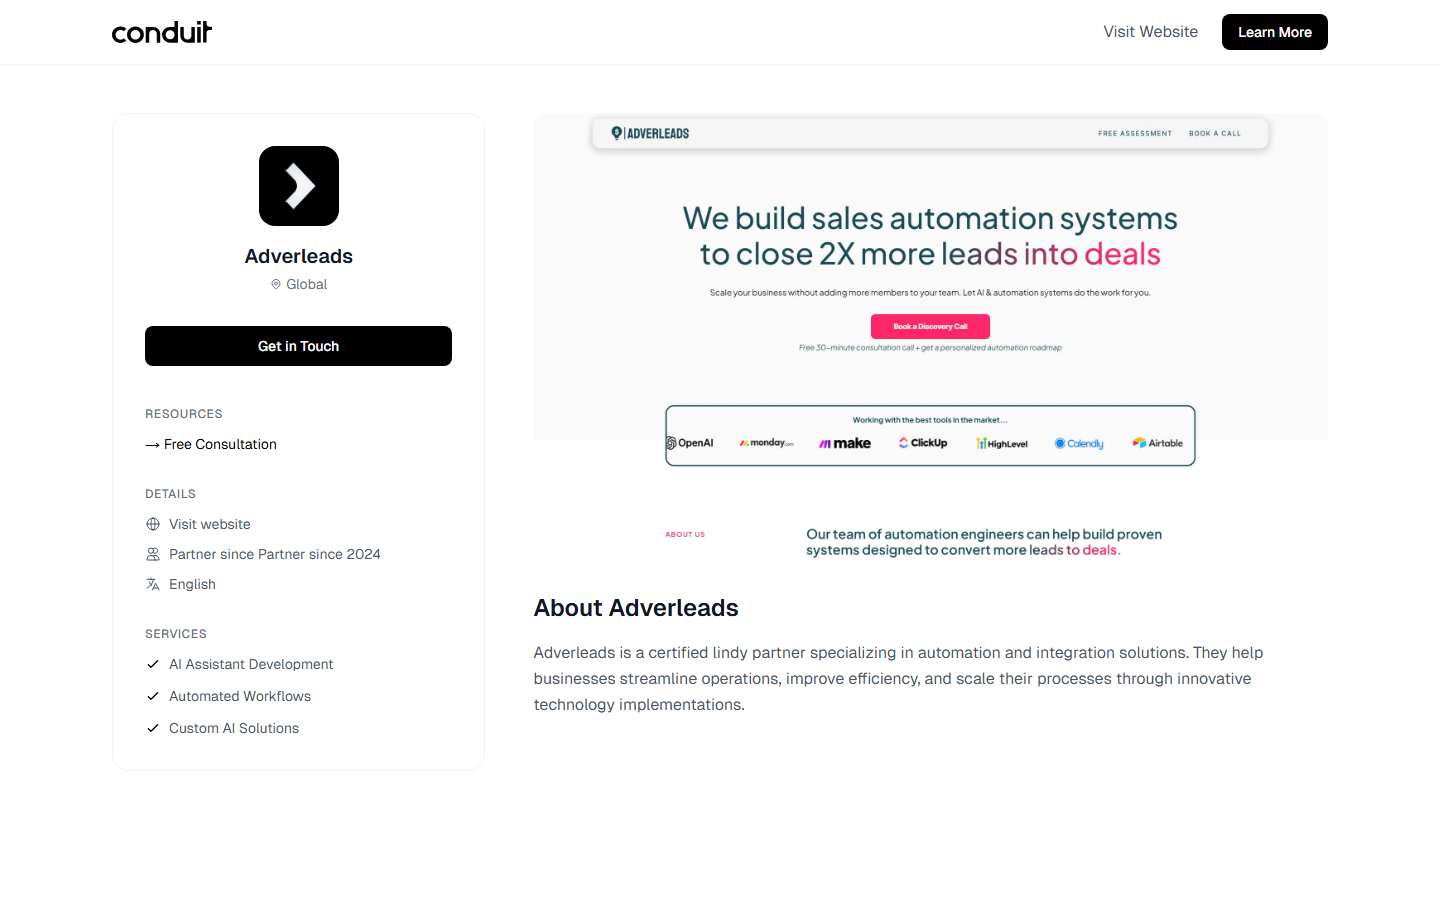 conduit
Visit Website
Learn More
Adverleads
Global
Get in Touch
RESOURCES
→ Free Consultation
DETAILS
Visit website
Partner since Partner since 2024
English
SERVICES
AI Assistant Development
Automated Workflows
Custom AI Solutions
ADVERLEADS
FREE ASSESSMENT
BOOK A CALL
We build sales automation systems
to close 2X more leads into deals
Scale your business without adding more members to your team. Let AI & automation systems do the work for you.
Book a Discovery Call
Free 30-minute consultation call + get a personalized automation roadmap
Working with the best tools in the market...
OpenAI
monday.com
make
ClickUp
HighLevel
Calendly
Airtable
ABOUT US
Our team of automation engineers can help build proven
systems designed to convert more leads to deals.
About Adverleads
Adverleads is a certified lindy partner specializing in automation and integration solutions. They help
businesses streamline operations, improve efficiency, and scale their processes through innovative
technology implementations.